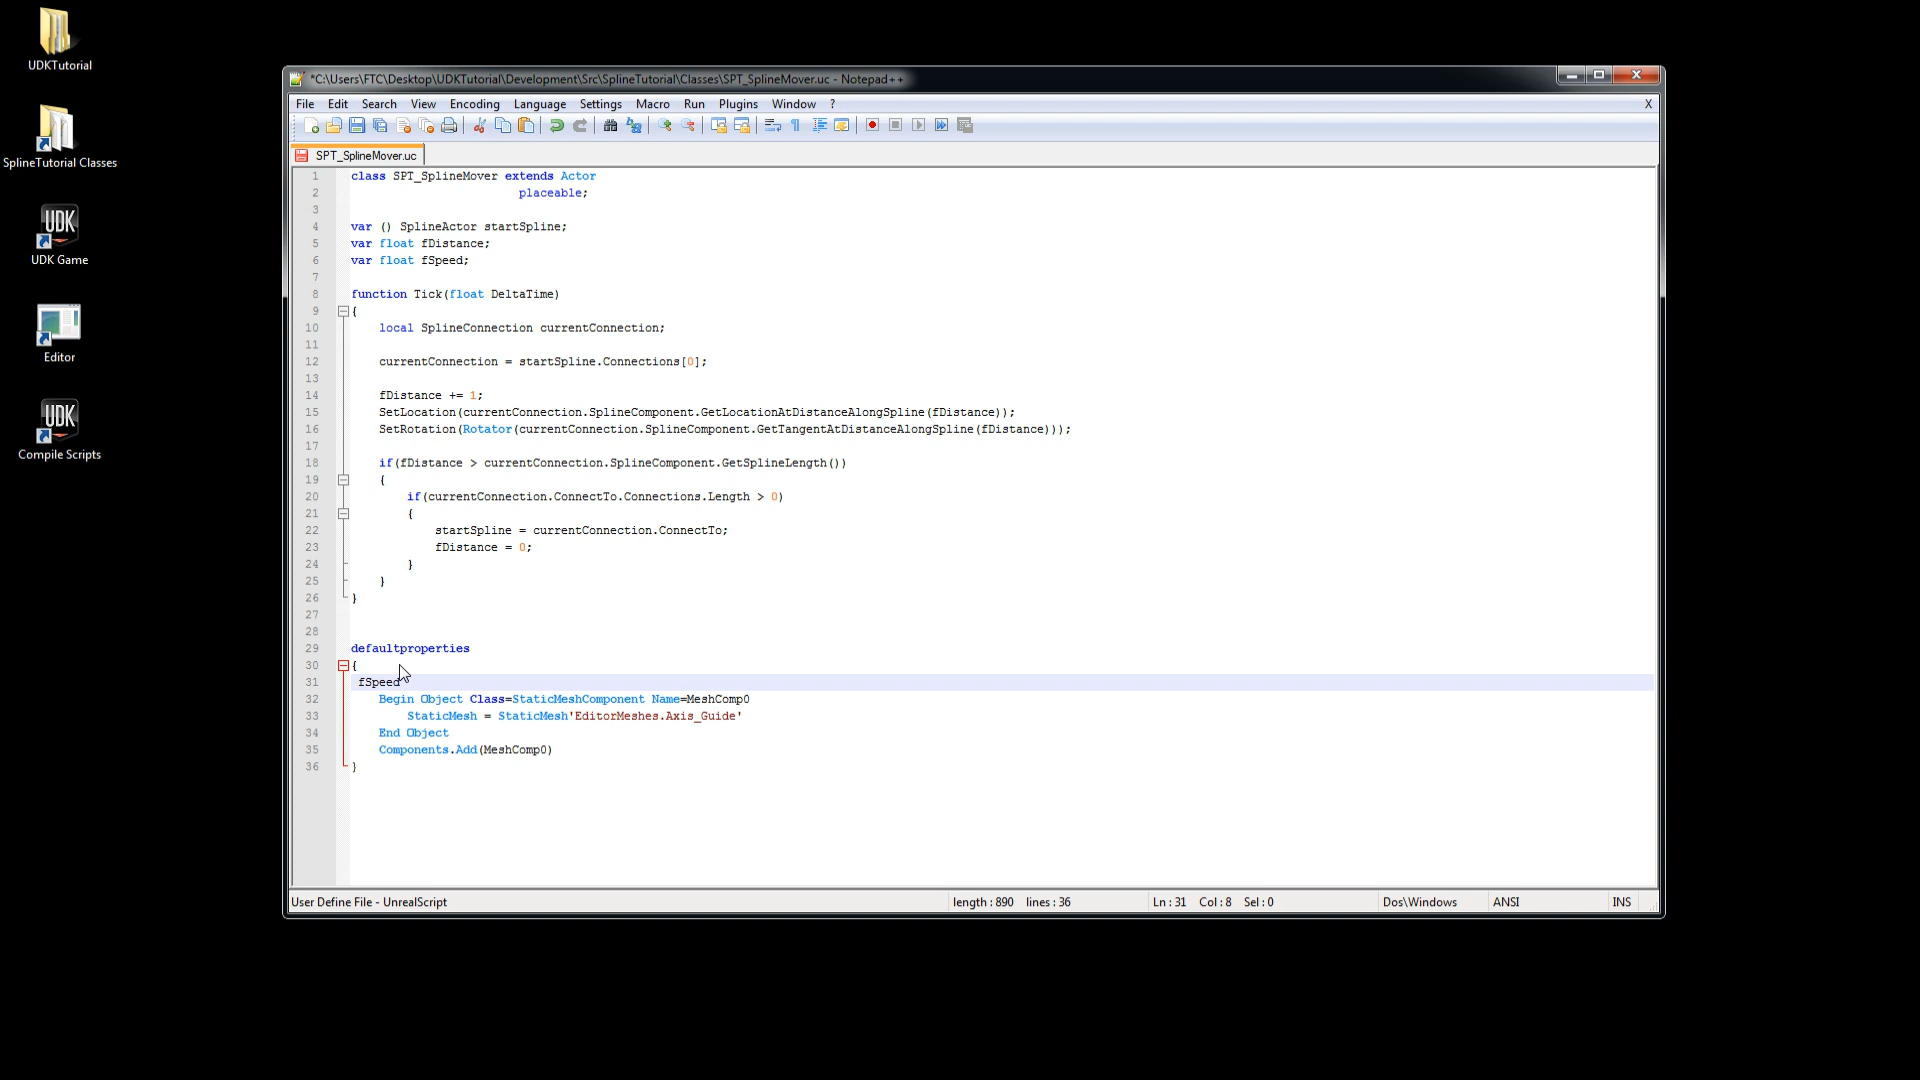 UDKTutorial
SplineTutorial Classes
UDK
UDK Game
Editor
UDK
Compile Scripts
*C:\Users\FTC\Desktop\UDKTutorial\Development\Src\SplineTutorial\Classes\SPT_SplineMover.uc - Notepad++
File Edit Search View Encoding Language Settings Macro Run Plugins Window ? X
SPT_SplineMover.uc
1 class SPT_SplineMover extends Actor
2 placeable;
3
4 var () SplineActor startSpline;
5 var float fDistance;
6 var float fSpeed;
7
8 function Tick(float DeltaTime)
9 {
10 local SplineConnection currentConnection;
11
12 currentConnection = startSpline.Connections[0];
13
14 fDistance += 1;
15 SetLocation(currentConnection.SplineComponent.GetLocationAtDistanceAlongSpline(fDistance));
16 SetRotation(Rotator(currentConnection.SplineComponent.GetTangentAtDistanceAlongSpline(fDistance)));
17
18 if(fDistance > currentConnection.SplineComponent.GetSplineLength())
19 {
20 if(currentConnection.ConnectTo.Connections.Length > 0)
21 {
22 startSpline = currentConnection.ConnectTo;
23 fDistance = 0;
24 }
25 }
26 }
27
28
29 defaultproperties
30 {
31 fSpeed
32 Begin Object Class=StaticMeshComponent Name=MeshComp0
33 StaticMesh = StaticMesh'EditorMeshes.Axis_Guide'
34 End Object
35 Components.Add(MeshComp0)
36 }
User Define File - UnrealScript length : 890 lines : 36 Ln : 31 Col : 8 Sel : 0 Dos\Windows ANSI INS